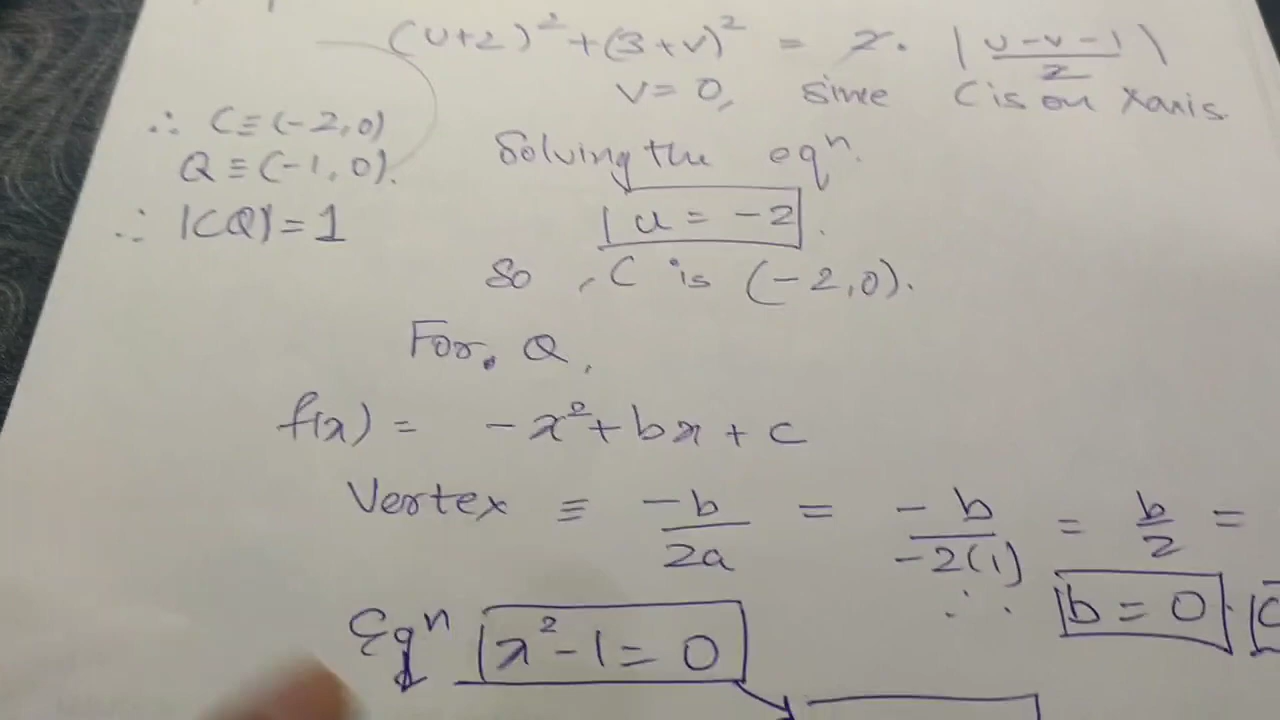 (u+2)² + (3+v)² = 2. |u-v-1|/2
v = 0, since C is on X axis.
∴ C ≡ (-2,0)
Q ≡ (-1,0).
∴ |CQ| = 1
Solving the eqⁿ.
u = -2.
So, C is (-2,0).
For, Q,
f(x) = -x² + bx + c
Vertex ≡ -b/2a = -b/-2(1) = b/2 =
∴ b = 0.
Eqⁿ x²-1 = 0